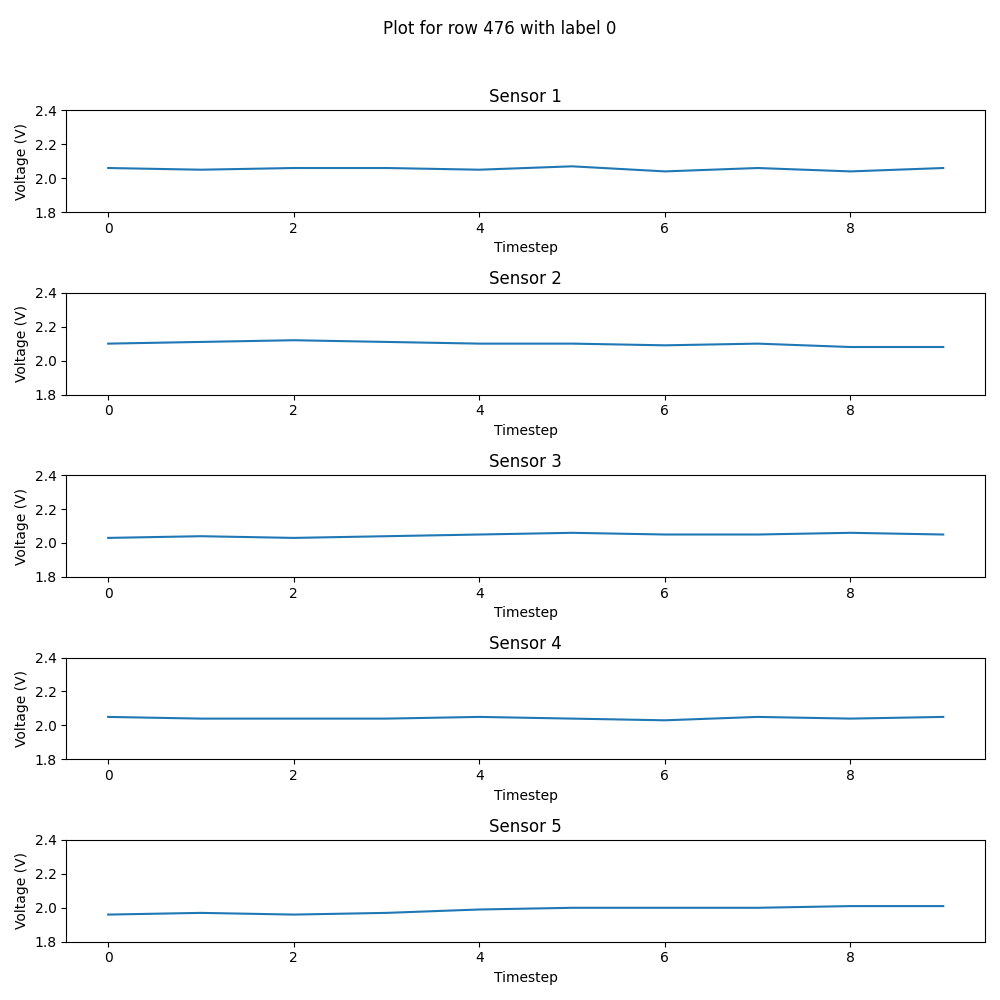 Plot for row 476 with label 0
Sensor 1
Voltage (V)
2.4
2.2
2.0
1.8
0 2 4 6 8
Timestep
Sensor 2
Voltage (V)
2.4
2.2
2.0
1.8
0 2 4 6 8
Timestep
Sensor 3
Voltage (V)
2.4
2.2
2.0
1.8
0 2 4 6 8
Timestep
Sensor 4
Voltage (V)
2.4
2.2
2.0
1.8
0 2 4 6 8
Timestep
Sensor 5
Voltage (V)
2.4
2.2
2.0
1.8
0 2 4 6 8
Timestep